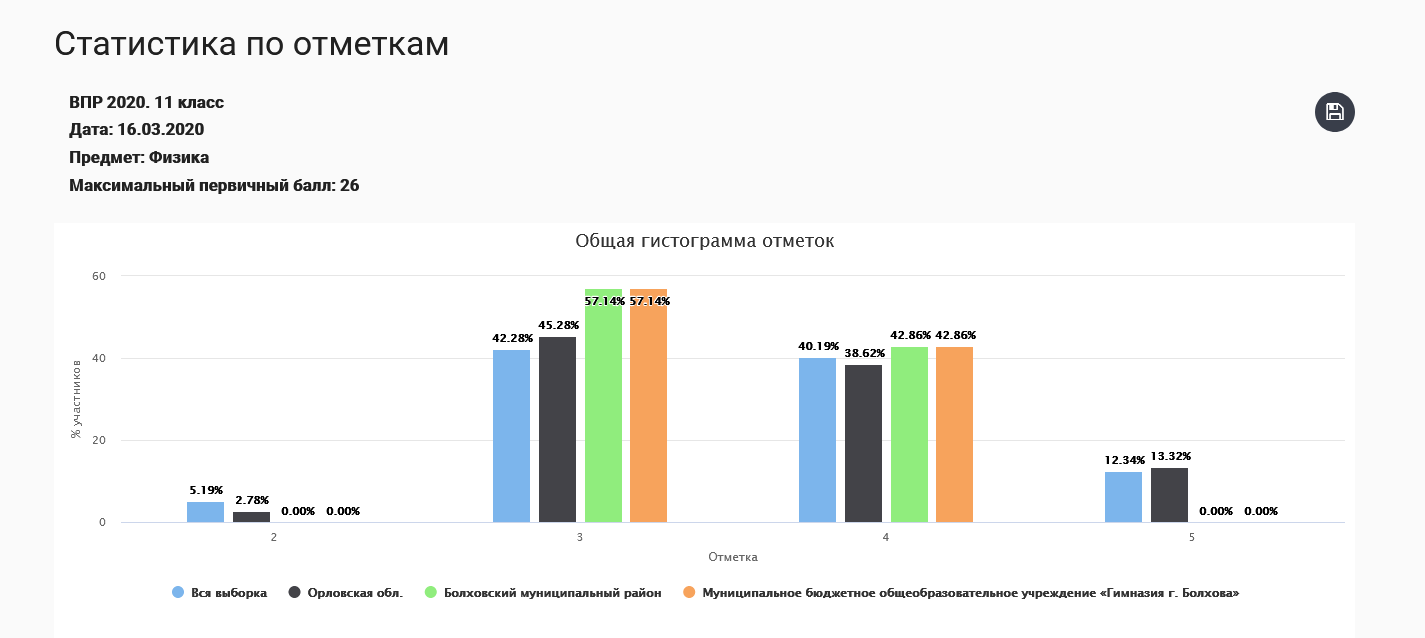 Статистика по отметкам
ВПР 2020. 11 класс
Дата: 16.03.2020
Предмет: Физика
Максимальный первичный балл: 26
Общая гистограмма отметок
% участников
60
40
20
0
5.19% 2.78% 0.00% 0.00%
42.28% 45.28% 57.14% 57.14%
40.19% 38.62% 42.86% 42.86%
12.34% 13.32% 0.00% 0.00%
2 3 4 5
Отметка
Вся выборка Орловская обл. Болховский муниципальный район Муниципальное бюджетное общеобразовательное учреждение «Гимназия г. Болхова»